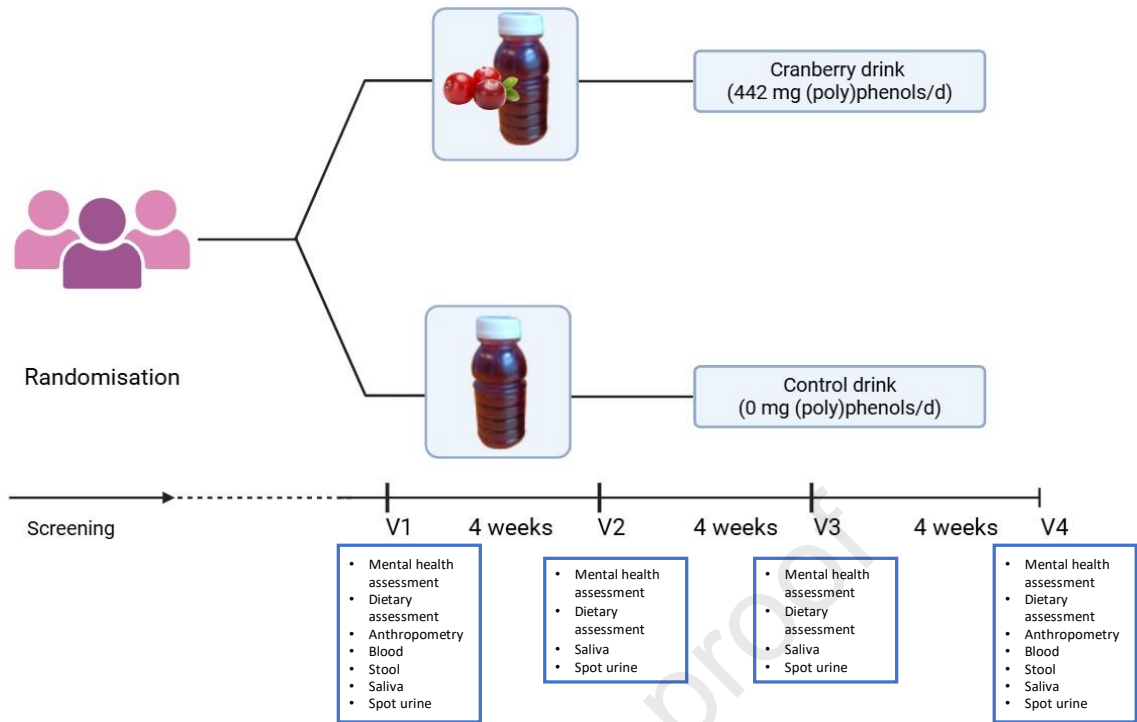 Cranberry drink
(442 mg (poly)phenols/d)
Randomisation
Control drink
(0 mg (poly)phenols/d)
Screening
V1
4 weeks
V2
4 weeks
V3
4 weeks
V4
• Mental health
assessment
• Dietary
assessment
• Anthropometry
• Blood
• Stool
• Saliva
• Spot urine
• Mental health
assessment
• Dietary
assessment
• Saliva
• Spot urine
• Mental health
assessment
• Dietary
assessment
• Saliva
• Spot urine
• Mental health
assessment
• Dietary
assessment
• Anthropometry
• Blood
• Stool
• Saliva
• Spot urine
proof